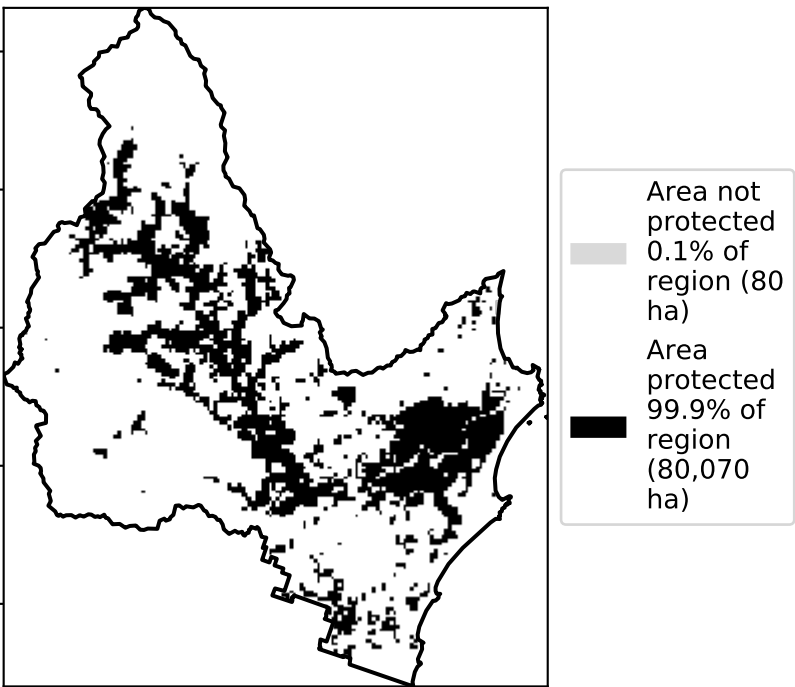 Area not
protected
0.1% of
region (80
ha)
Area
protected
99.9% of
region
(80,070
ha)